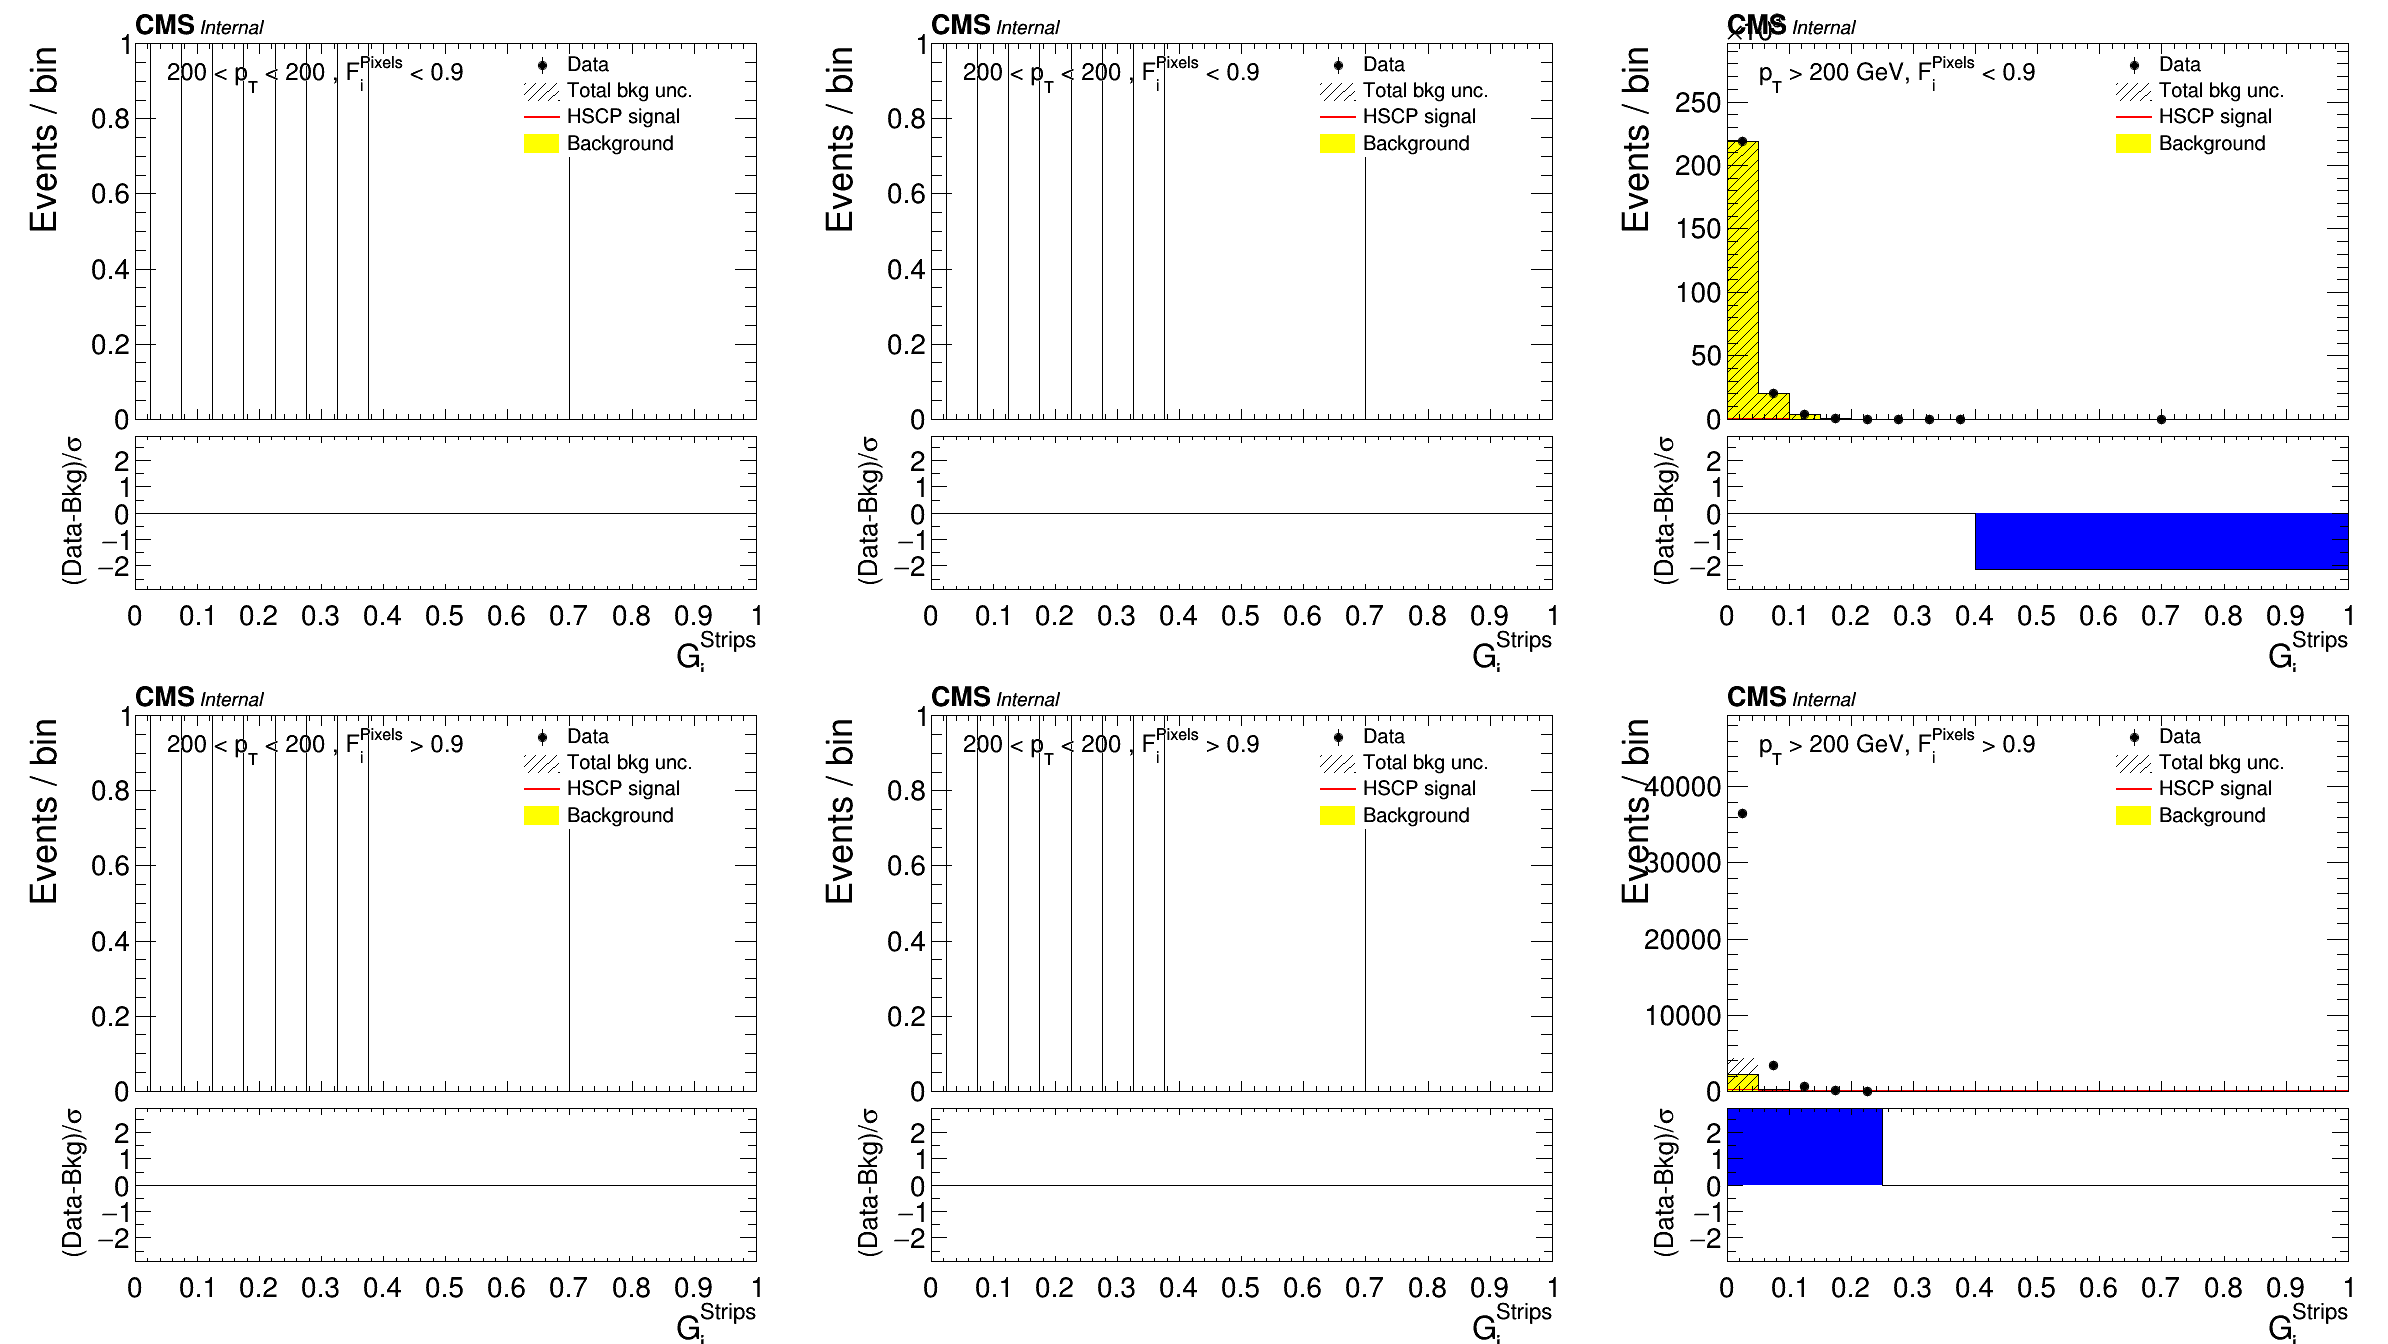 CMS Internal
200 < p_T < 200 , F_i^Pixels < 0.9
Data
Total bkg unc.
HSCP signal
Background
Events / bin
1
0.8
0.6
0.4
0.2
0
(Data-Bkg)/σ
2
1
0
−1
−2
0 0.1 0.2 0.3 0.4 0.5 0.6 0.7 0.8 0.9 1
G_i^Strips
CMS Internal
200 < p_T < 200 , F_i^Pixels < 0.9
Data
Total bkg unc.
HSCP signal
Background
Events / bin
1
0.8
0.6
0.4
0.2
0
(Data-Bkg)/σ
2
1
0
−1
−2
0 0.1 0.2 0.3 0.4 0.5 0.6 0.7 0.8 0.9 1
G_i^Strips
CMS Internal
p_T > 200 GeV, F_i^Pixels < 0.9
Data
Total bkg unc.
HSCP signal
Background
Events / bin
250
200
150
100
50
0
(Data-Bkg)/σ
2
1
0
−1
−2
0 0.1 0.2 0.3 0.4 0.5 0.6 0.7 0.8 0.9 1
G_i^Strips
CMS Internal
200 < p_T < 200 , F_i^Pixels > 0.9
Data
Total bkg unc.
HSCP signal
Background
Events / bin
1
0.8
0.6
0.4
0.2
0
(Data-Bkg)/σ
2
1
0
−1
−2
0 0.1 0.2 0.3 0.4 0.5 0.6 0.7 0.8 0.9 1
G_i^Strips
CMS Internal
200 < p_T < 200 , F_i^Pixels > 0.9
Data
Total bkg unc.
HSCP signal
Background
Events / bin
1
0.8
0.6
0.4
0.2
0
(Data-Bkg)/σ
2
1
0
−1
−2
0 0.1 0.2 0.3 0.4 0.5 0.6 0.7 0.8 0.9 1
G_i^Strips
CMS Internal
p_T > 200 GeV, F_i^Pixels > 0.9
Data
Total bkg unc.
HSCP signal
Background
Events / bin
40000
30000
20000
10000
0
(Data-Bkg)/σ
2
1
0
−1
−2
0 0.1 0.2 0.3 0.4 0.5 0.6 0.7 0.8 0.9 1
G_i^Strips